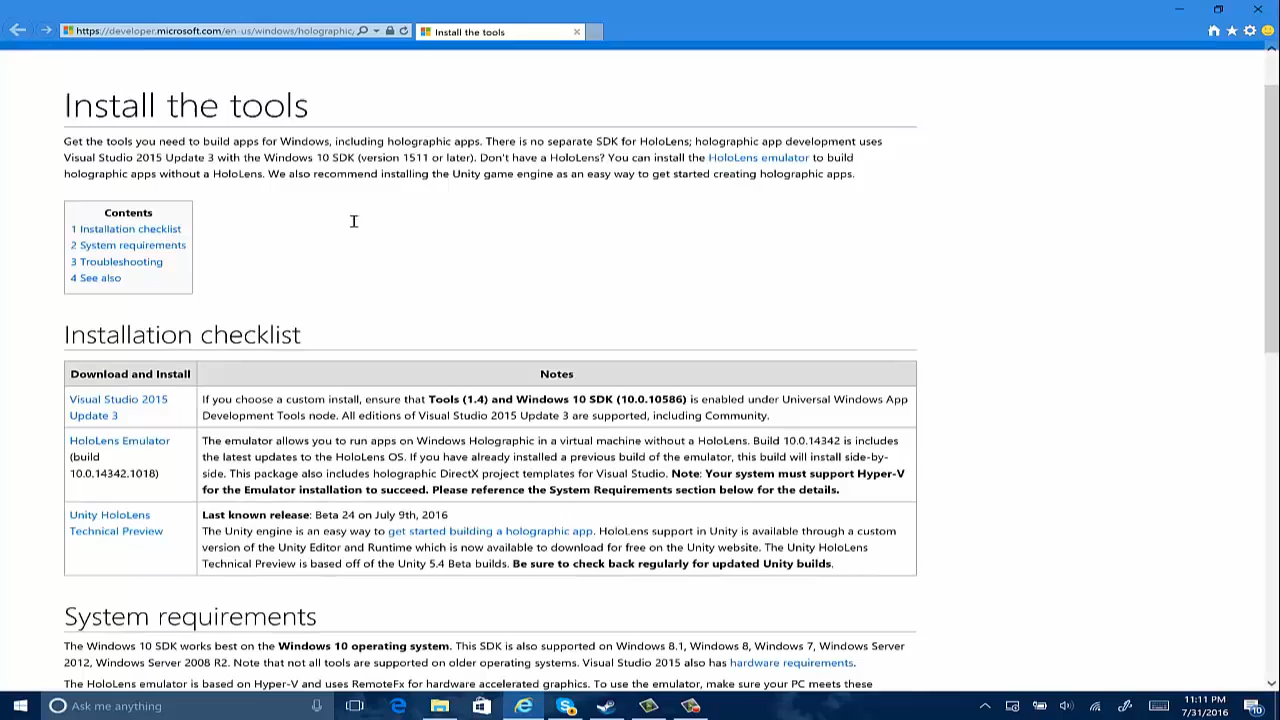 https://developer.microsoft.com/en-us/windows/holographic,
Install the tools
Install the tools
Get the tools you need to build apps for Windows, including holographic apps. There is no separate SDK for HoloLens; holographic app development uses
Visual Studio 2015 Update 3 with the Windows 10 SDK (version 1511 or later). Don't have a HoloLens? You can install the HoloLens emulator to build
holographic apps without a HoloLens. We also recommend installing the Unity game engine as an easy way to get started creating holographic apps.
Contents
1 Installation checklist
2 System requirements
3 Troubleshooting
4 See also
Installation checklist
Download and Install
Notes
Visual Studio 2015
Update 3
If you choose a custom install, ensure that Tools (1.4) and Windows 10 SDK (10.0.10586) is enabled under Universal Windows App
Development Tools node. All editions of Visual Studio 2015 Update 3 are supported, including Community.
HoloLens Emulator
(build
10.0.14342.1018)
The emulator allows you to run apps on Windows Holographic in a virtual machine without a HoloLens. Build 10.0.14342 is includes
the latest updates to the HoloLens OS. If you have already installed a previous build of the emulator, this build will install side-by-
side. This package also includes holographic DirectX project templates for Visual Studio. Note: Your system must support Hyper-V
for the Emulator installation to succeed. Please reference the System Requirements section below for the details.
Unity HoloLens
Technical Preview
Last known release: Beta 24 on July 9th, 2016
The Unity engine is an easy way to get started building a holographic app. HoloLens support in Unity is available through a custom
version of the Unity Editor and Runtime which is now available to download for free on the Unity website. The Unity HoloLens
Technical Preview is based off of the Unity 5.4 Beta builds. Be sure to check back regularly for updated Unity builds.
System requirements
The Windows 10 SDK works best on the Windows 10 operating system. This SDK is also supported on Windows 8.1, Windows 8, Windows 7, Windows Server
2012, Windows Server 2008 R2. Note that not all tools are supported on older operating systems. Visual Studio 2015 also has hardware requirements.
The HoloLens emulator is based on Hyper-V and uses RemoteFx for hardware accelerated graphics. To use the emulator, make sure your PC meets these
Ask me anything
11:11 PM
7/31/2016
10